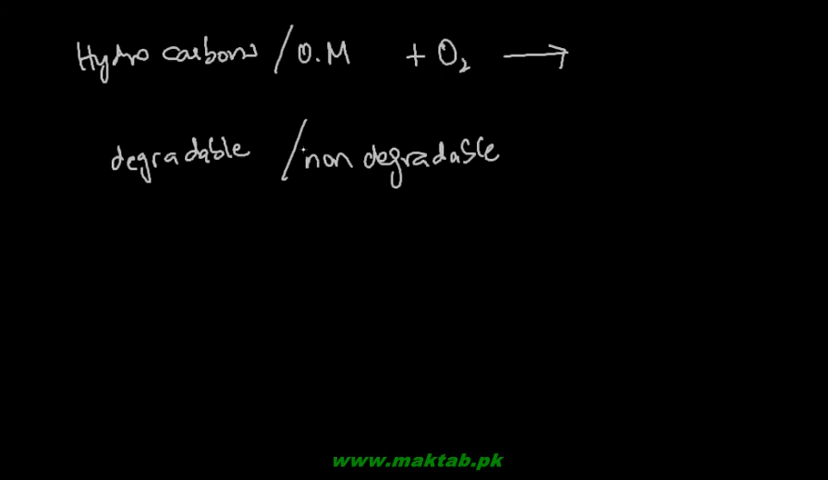 Hydro carbons / O.M + O₂ ⟶
degradable / non degradable
www.maktab.pk